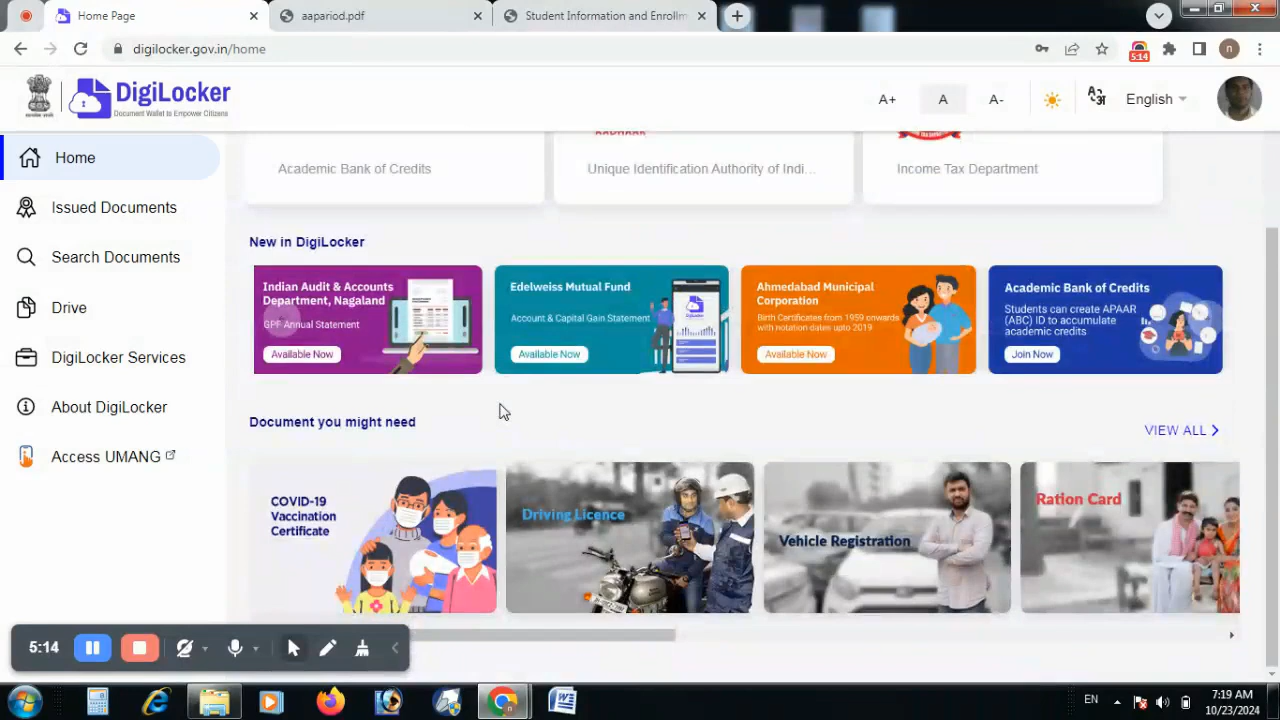 Home Page
aapariod.pdf
Student Information and Enrollm
digilocker.gov.in/home
5:14
n
DigiLocker
Document Wallet to Empower Citizens
A+
A
A-
English
Home
Issued Documents
Search Documents
Drive
DigiLocker Services
About DigiLocker
Access UMANG
AADHAAR
Academic Bank of Credits
Unique Identification Authority of Indi...
Income Tax Department
New in DigiLocker
Indian Audit & Accounts
Department, Nagaland
GPF Annual Statement
Available Now
Edelweiss Mutual Fund
Account & Capital Gain Statement
Available Now
Ahmedabad Municipal
Corporation
Birth Certificates from 1959 onwards
with notation dates upto 2019
Available Now
Academic Bank of Credits
Students can create APAAR
(ABC) ID to accumulate
academic credits
Join Now
Document you might need
VIEW ALL
COVID-19
Vaccination
Certificate
Driving Licence
Vehicle Registration
Ration Card
5:14
EN
7:19 AM
10/23/2024